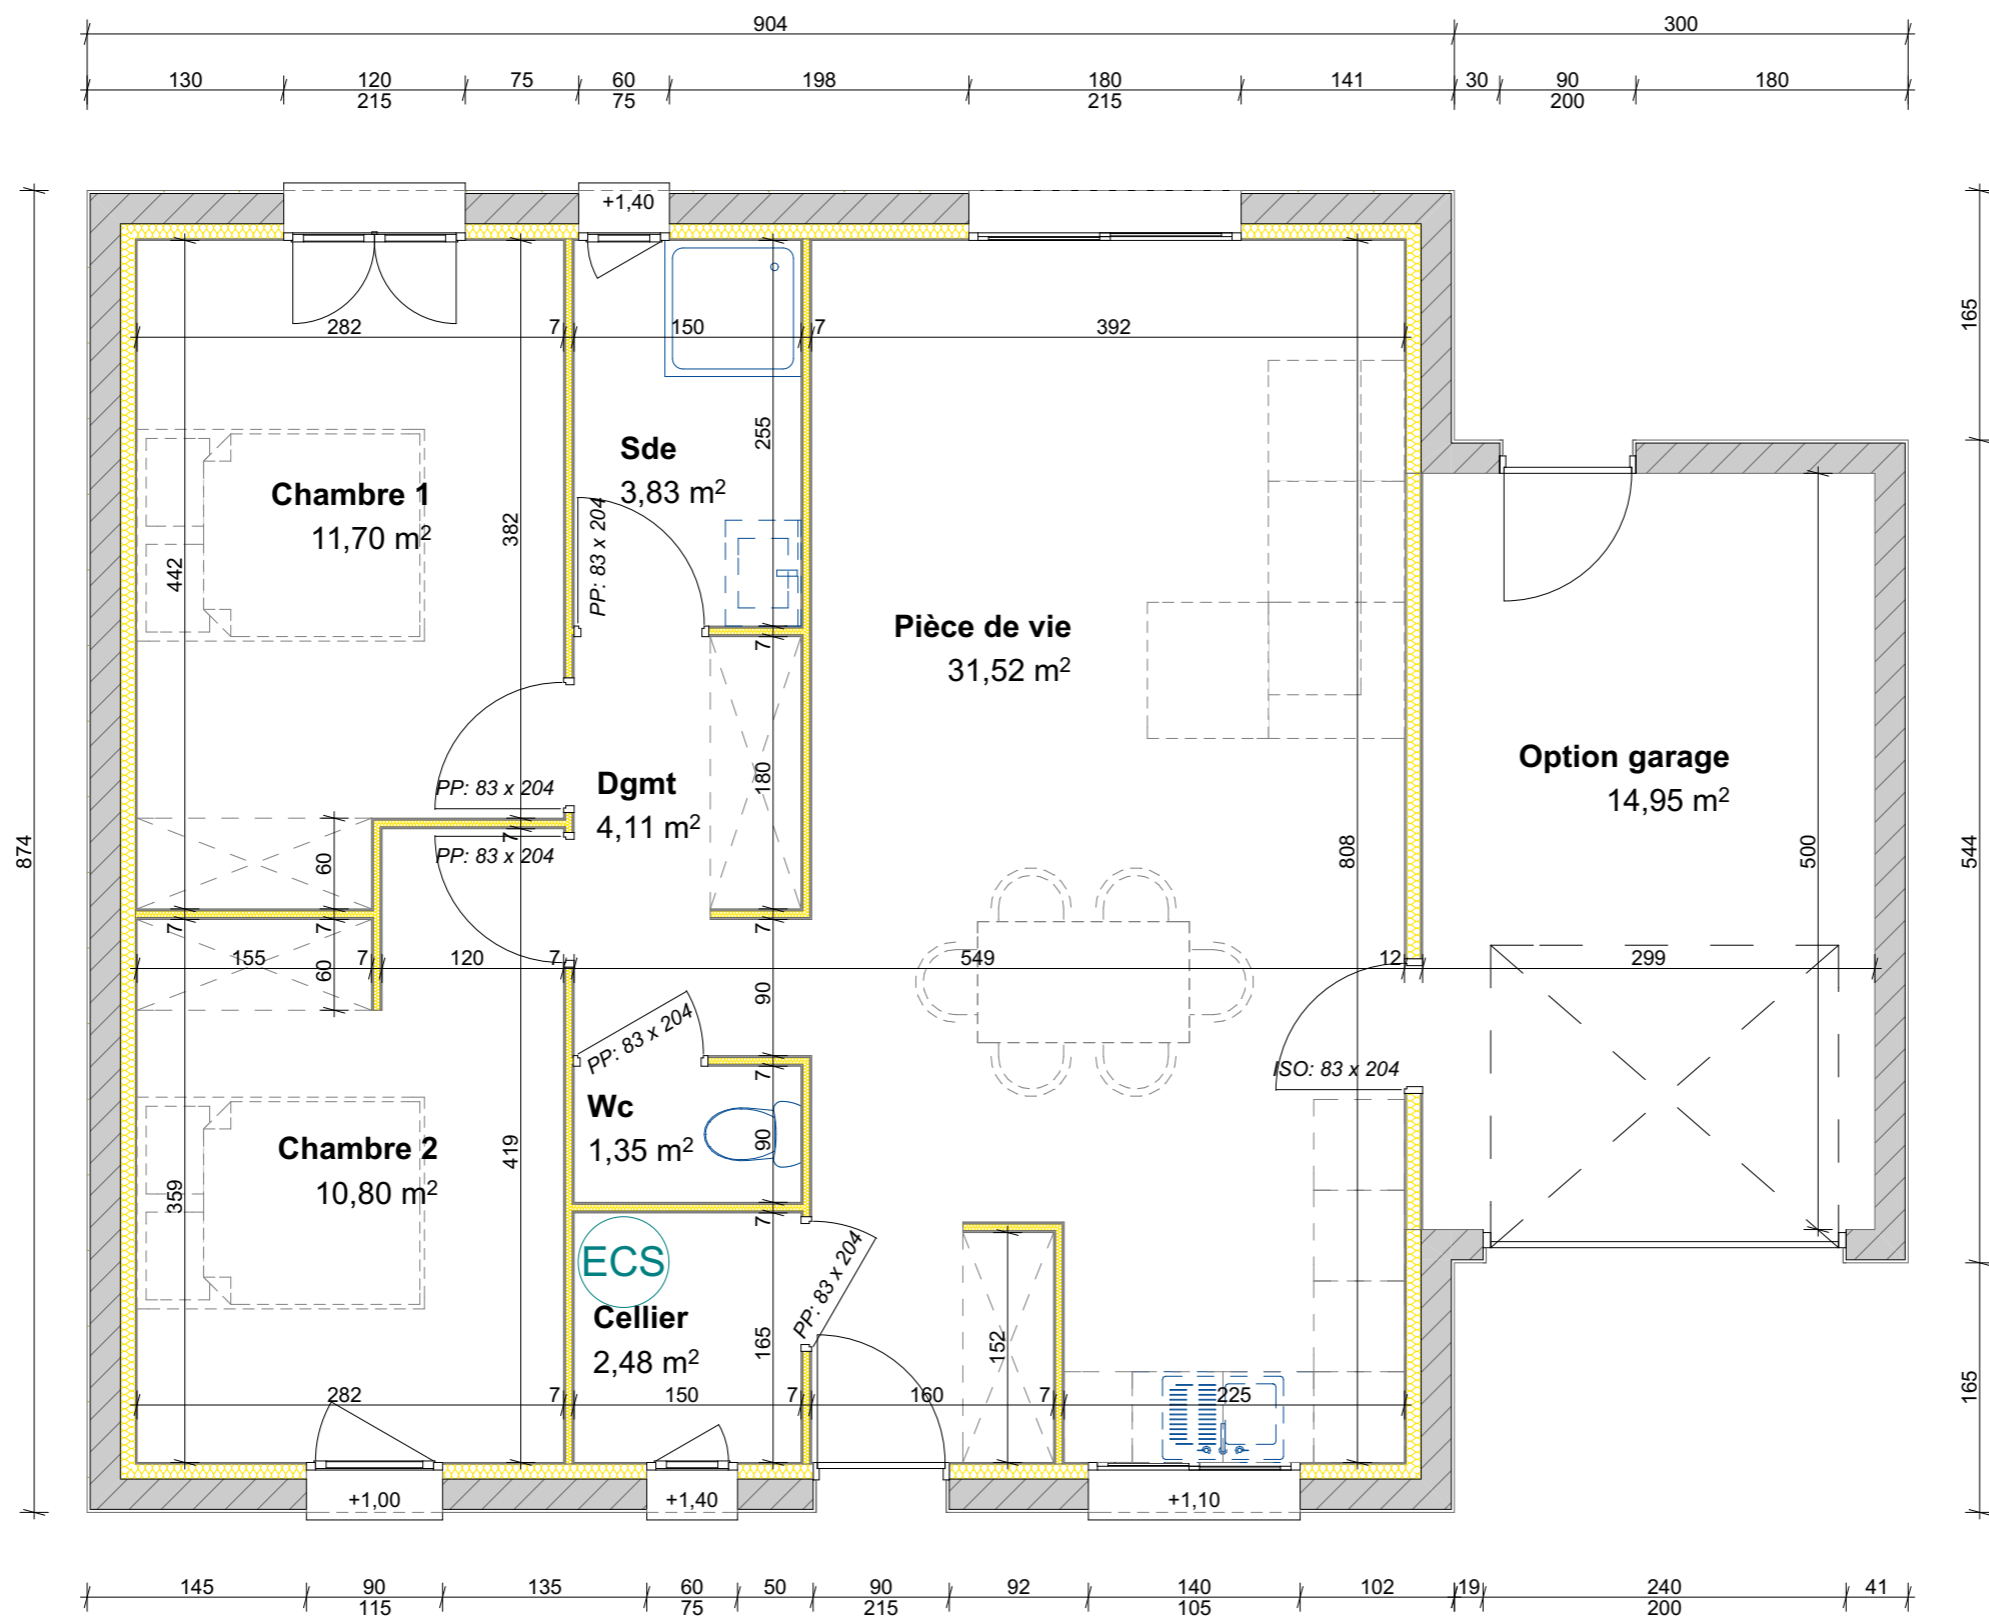 904 300
130 120 75 60 198 180 141 30 90 180
215 75 215 200
+1,40
165
282 7 150 7 392
255
Sde
3,83 m²
Chambre 1
11,70 m²
382
442
PP: 83 x 204
7
Pièce de vie
31,52 m²
Option garage
14,95 m²
Dgmt
4,11 m²
180
PP: 83 x 204
7
PP: 83 x 204
60
874
808
500
544
7 7 7
155 7 120 7 549 12 299
60
90
PP: 83 x 204
ISO: 83 x 204
7
Wc
1,35 m²
90
Chambre 2
10,80 m²
419
359
7
ECS
Cellier
2,48 m²
PP: 83 x 204
165
152
165
282 7 150 7 160 7 225
+1,00 +1,40 +1,10
145 90 135 60 50 90 92 140 102 19 240 41
115 75 215 105 200